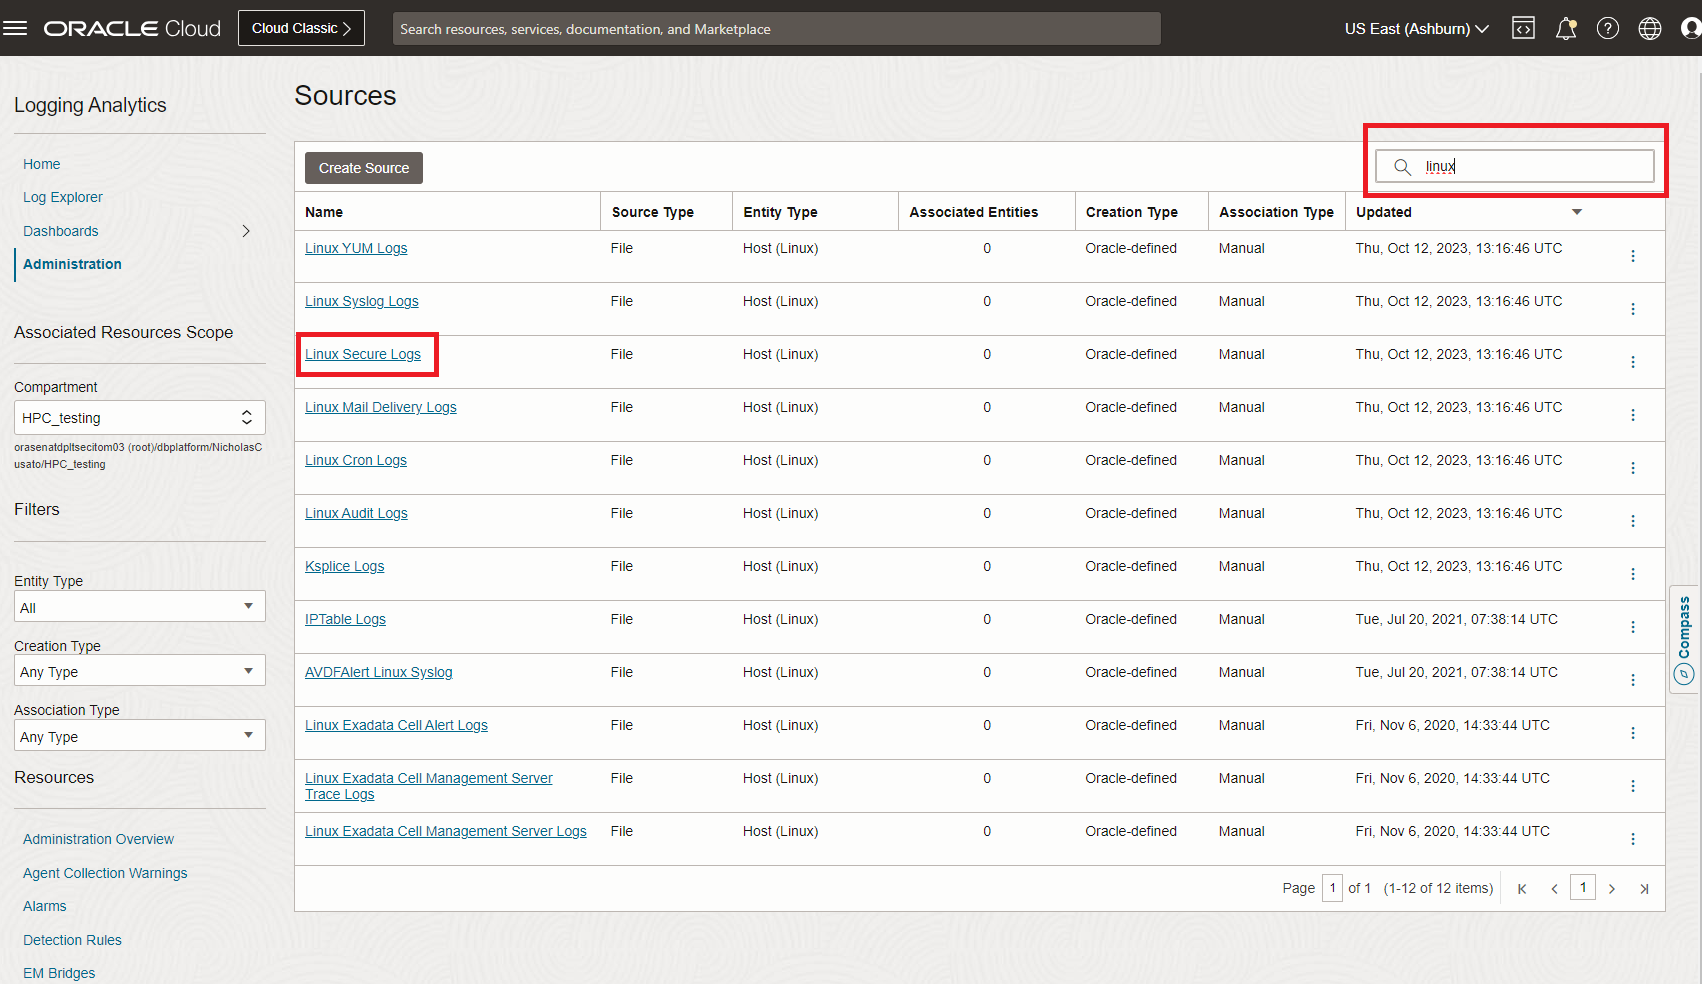 ORACLE Cloud
Cloud Classic
Search resources, services, documentation, and Marketplace
US East (Ashburn)
Logging Analytics
Home
Log Explorer
Dashboards
Administration
Associated Resources Scope
Compartment
HPC_testing
orasenatdpltsecitom03 (root)/dbplatform/NicholasC
usato/HPC_testing
Filters
Entity Type
All
Creation Type
Any Type
Association Type
Any Type
Resources
Administration Overview
Agent Collection Warnings
Alarms
Detection Rules
EM Bridges
Sources
Create Source
linux
Name Source Type Entity Type Associated Entities Creation Type Association Type Updated
Linux YUM Logs File Host (Linux) 0 Oracle-defined Manual Thu, Oct 12, 2023, 13:16:46 UTC
Linux Syslog Logs File Host (Linux) 0 Oracle-defined Manual Thu, Oct 12, 2023, 13:16:46 UTC
Linux Secure Logs File Host (Linux) 0 Oracle-defined Manual Thu, Oct 12, 2023, 13:16:46 UTC
Linux Mail Delivery Logs File Host (Linux) 0 Oracle-defined Manual Thu, Oct 12, 2023, 13:16:46 UTC
Linux Cron Logs File Host (Linux) 0 Oracle-defined Manual Thu, Oct 12, 2023, 13:16:46 UTC
Linux Audit Logs File Host (Linux) 0 Oracle-defined Manual Thu, Oct 12, 2023, 13:16:46 UTC
Ksplice Logs File Host (Linux) 0 Oracle-defined Manual Thu, Oct 12, 2023, 13:16:46 UTC
IPTable Logs File Host (Linux) 0 Oracle-defined Manual Tue, Jul 20, 2021, 07:38:14 UTC
AVDFAlert Linux Syslog File Host (Linux) 0 Oracle-defined Manual Tue, Jul 20, 2021, 07:38:14 UTC
Linux Exadata Cell Alert Logs File Host (Linux) 0 Oracle-defined Manual Fri, Nov 6, 2020, 14:33:44 UTC
Linux Exadata Cell Management Server File Host (Linux) 0 Oracle-defined Manual Fri, Nov 6, 2020, 14:33:44 UTC
Trace Logs
Linux Exadata Cell Management Server Logs File Host (Linux) 0 Oracle-defined Manual Fri, Nov 6, 2020, 14:33:44 UTC
Page 1 of 1 (1-12 of 12 items) 1
Compass